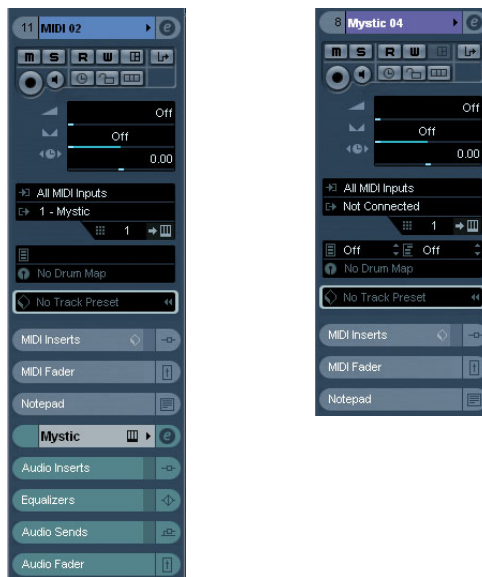 11 MIDI 02 e
m S R W
Off
Off
0.00
All MIDI Inputs
1 - Mystic
1
No Drum Map
No Track Preset
MIDI Inserts
MIDI Fader
Notepad
Mystic e
Audio Inserts
Equalizers
Audio Sends
Audio Fader
8 Mystic 04 e
m S R W
Off
Off
0.00
All MIDI Inputs
Not Connected
1
Off Off
No Drum Map
No Track Preset
MIDI Inserts
MIDI Fader
Notepad